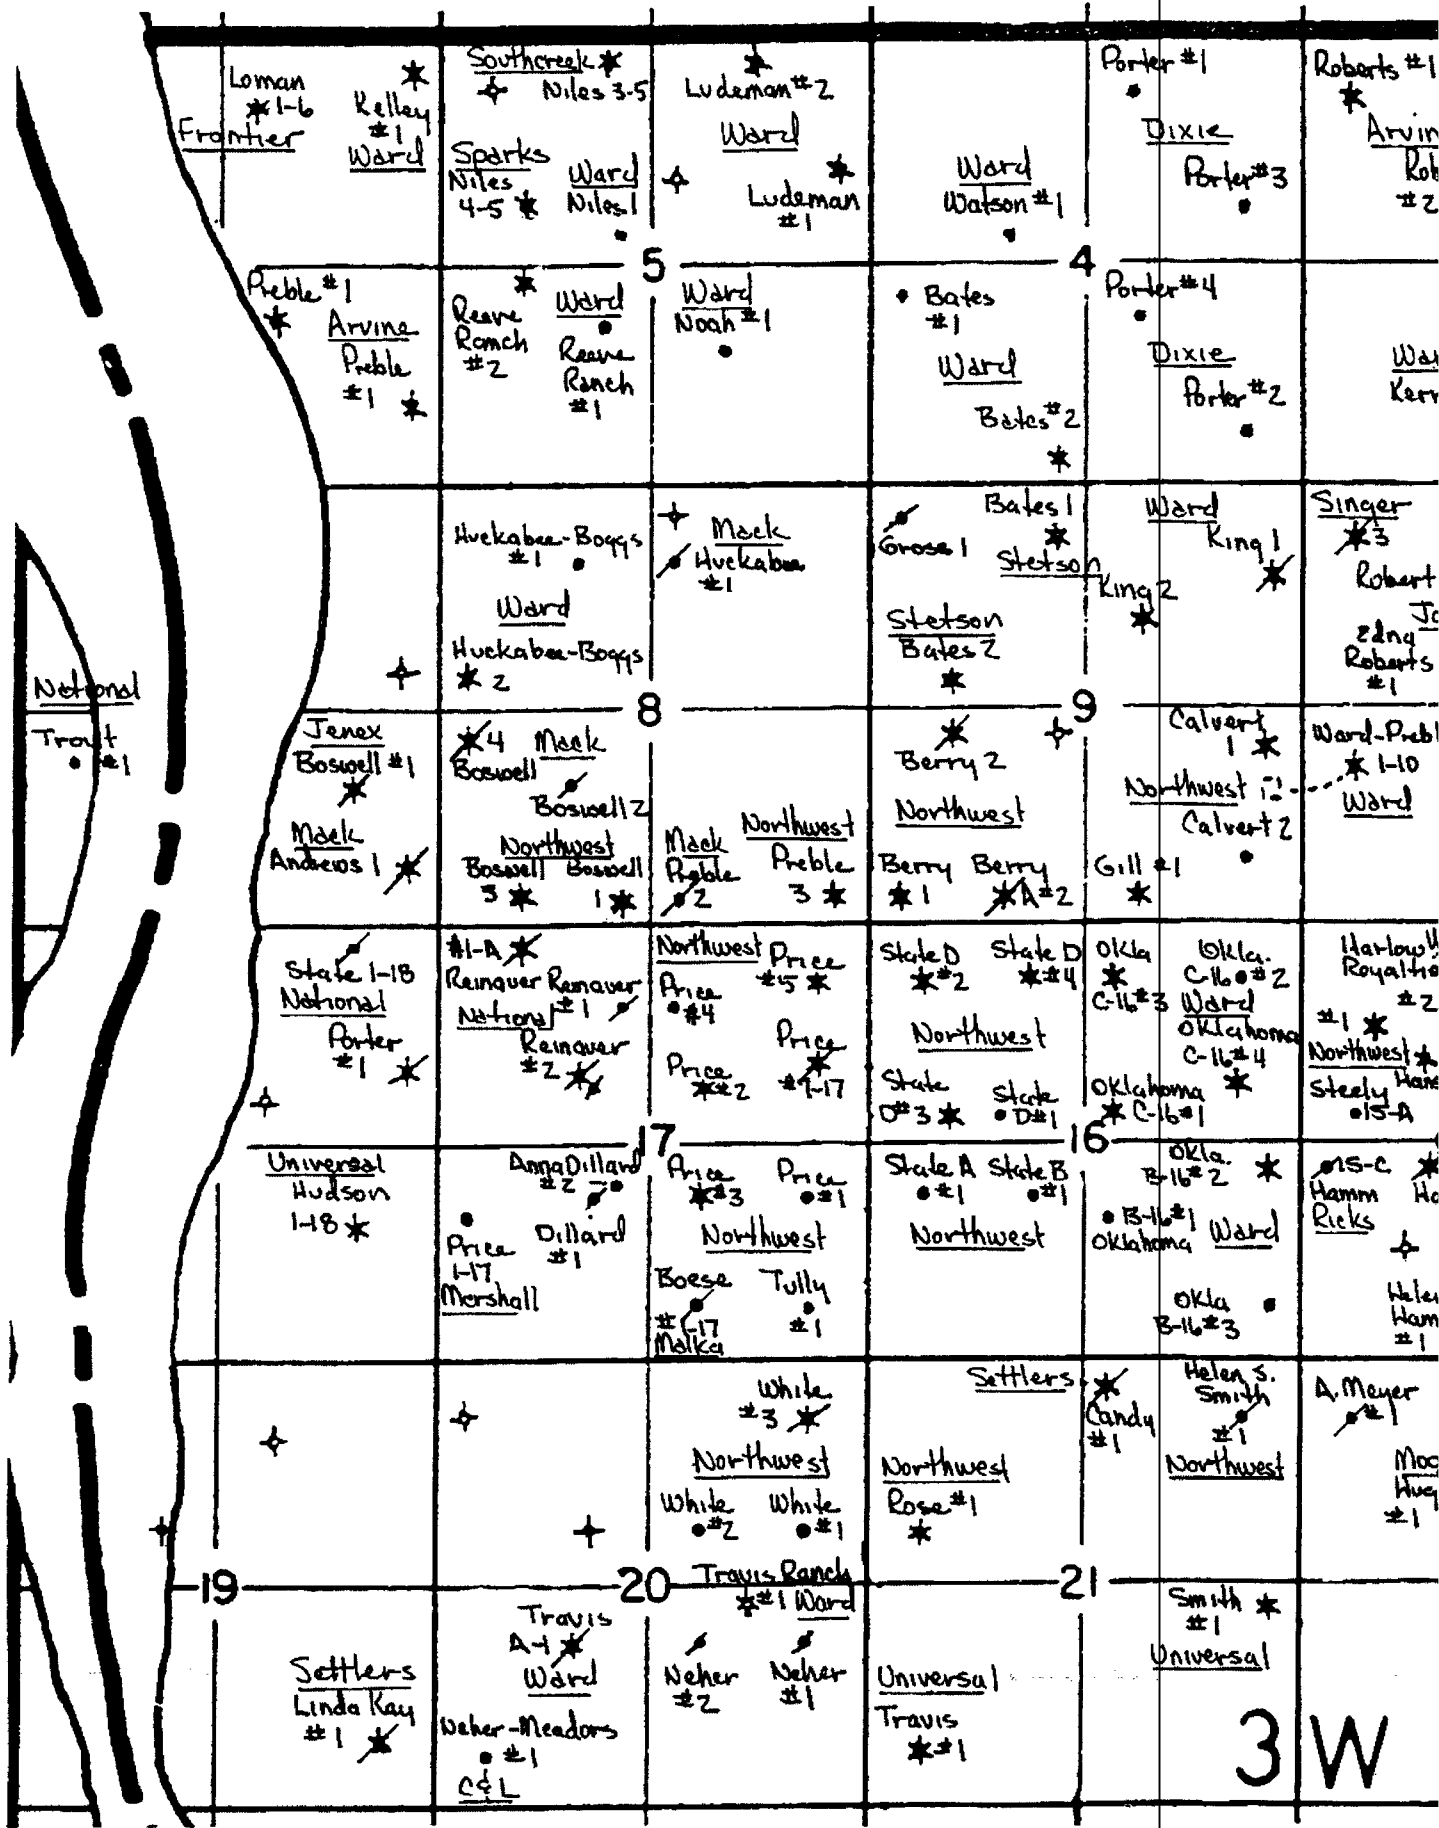 Loman
1-6
Frontier
Kelley
#1
Ward
Southcreek
Niles 3-5
Sparks
Niles
4-5
Ward
Niles 1
Ludeman #2
Ward
Ludeman
#1
Ward
Watson #1
Porter #1
Dixie
Porter #3
Roberts #1
#2
5
4
Preble #1
Arvine
Preble
#1
Reeve
Ranch
#2
Ward
Reeve
Ranch
#1
Ward
Noah #1
Bates
#1
Ward
Bates #2
Porter #4
Dixie
Porter #2
Huckabee-Boggs
#1
Ward
Huckabee-Boggs
2
Mack
Huckabee
#1
Grose 1
Bates 1
Stetson
Stetson
Bates 2
Ward
King 1
King 2
Singer
3
Robert
Edna
Roberts
#1
National
Trout
#1
8
9
Jenex
Boswell #1
Mack
Andrews 1
4
Boswell
Mack
Boswell 2
Northwest
Boswell
3
Boswell
1
Mack
Preble
2
Northwest
Preble
3
Berry 2
Northwest
Berry
1
Berry
A#2
Calvert
1
Northwest
Calvert 2
Gill #1
Ward-Prebl
1-10
Ward
State 1-18
National
Porter
#1
#1-A
Reinauer
Reinauer
#1
National
Reinauer
#2
Northwest
Price
#5
Price
#4
Price
#2
Price
#1-17
State D
#2
State D
#4
Northwest
State
D#3
State
D#1
Okla
C-16#3
Okla.
C-16 #2
Ward
Oklahoma
C-16#4
Oklahoma
C-16#1
Harlow
#2
#1
Northwest
Steely
15-A
17
16
Universal
Hudson
1-18
Anna Dillard
#2
Dillard
#1
Price
1-17
Marshall
Price
#3
Price
#1
Northwest
Boese
#1-17
Malka
Tully
#1
State A
#1
State B
#1
Northwest
Okla.
B-16#2
B-16#1
Oklahoma
Ward
Okla
B-16#3
15-C
Hamm
Ricks
#1
White
#3
Northwest
White
#2
White
#1
Settlers
Candy
#1
Northwest
Rose #1
Helen S.
Smith
#1
Northwest
A. Meyer
#1
#1
19
20
21
Travis Ranch
#1 Ward
Travis
A-1
Ward
Settlers
Linda Kay
#1
Neher-Meadors
#1
C&L
Neher
#2
Neher
#1
Universal
Travis
#1
Smith
#1
Universal
3 W